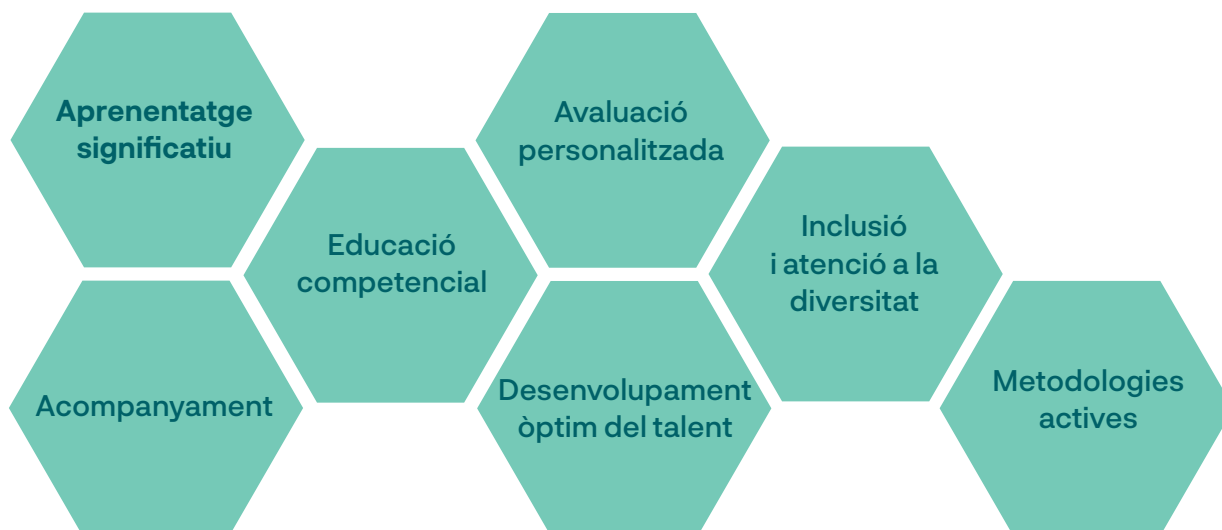 Aprenentatge
significatiu
Avaluació
personalitzada
Educació
competencial
Inclusió
i atenció a la
diversitat
Acompanyament
Desenvolupament
òptim del talent
Metodologies
actives